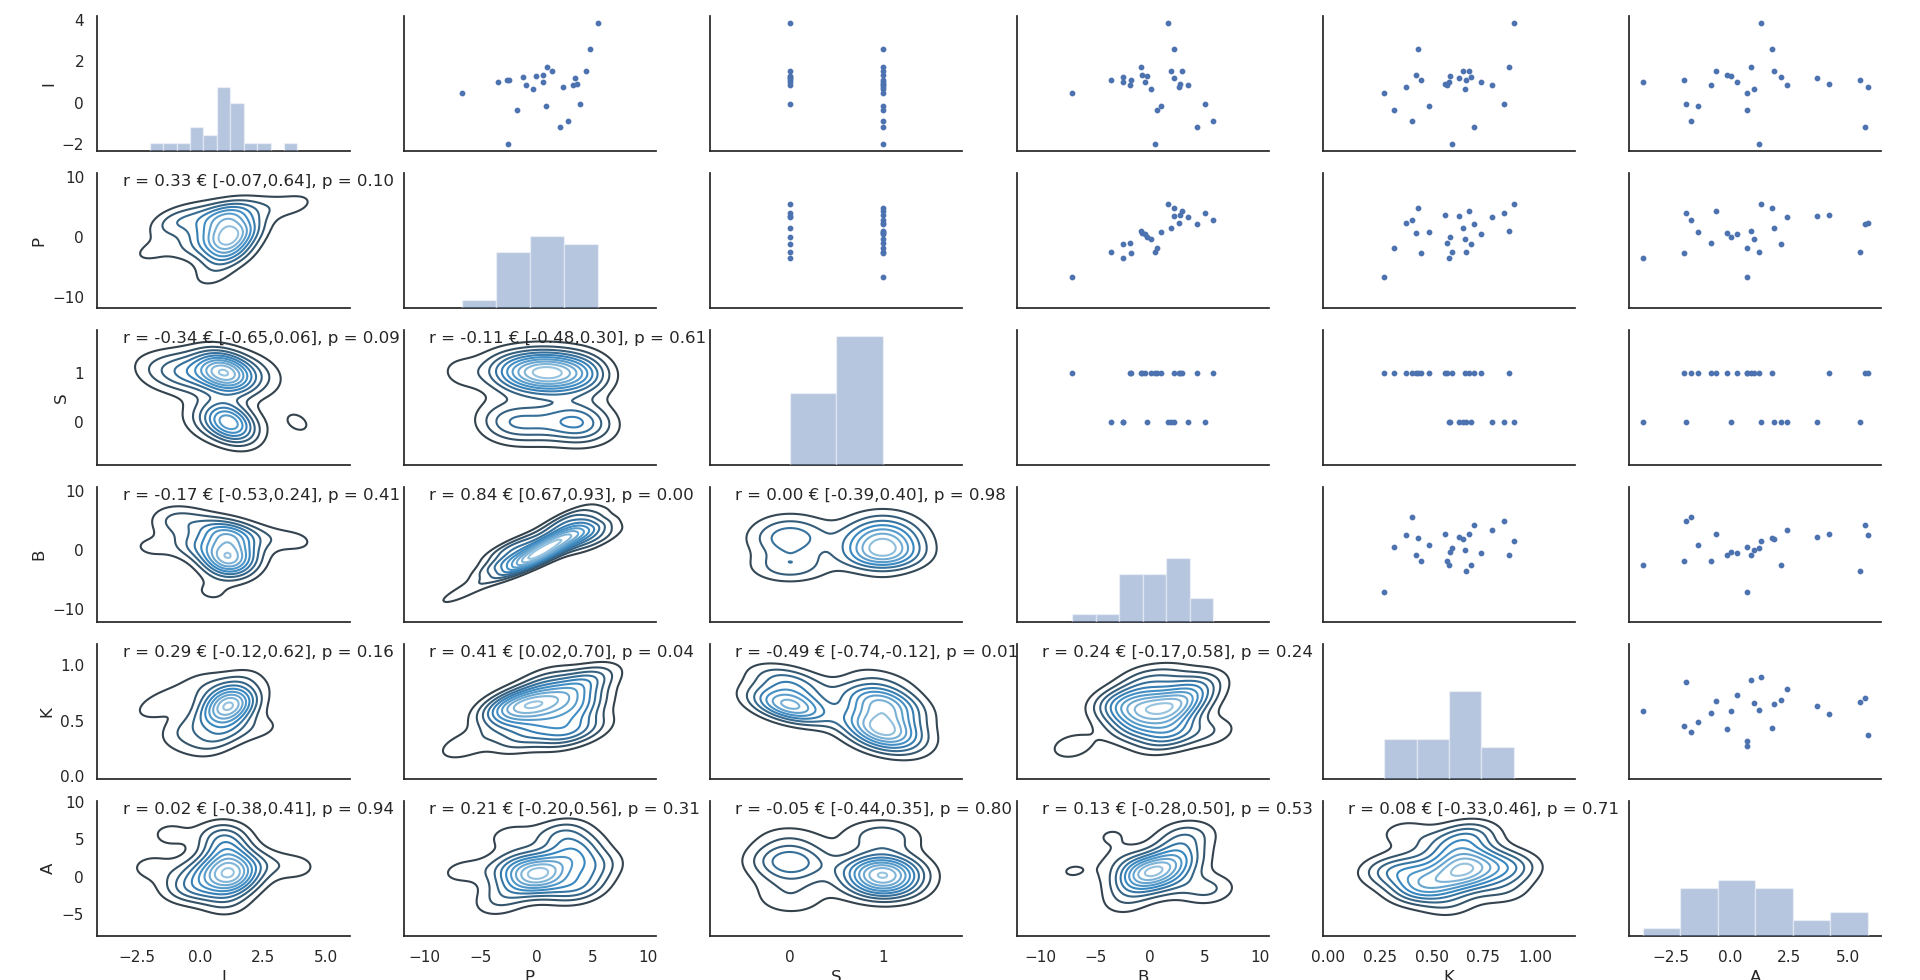 4
2
0
−2
I
r = 0.33 € [-0.07,0.64], p = 0.10
10
0
−10
P
r = -0.34 € [-0.65,0.06], p = 0.09
r = -0.11 € [-0.48,0.30], p = 0.61
1
0
S
r = -0.17 € [-0.53,0.24], p = 0.41
r = 0.84 € [0.67,0.93], p = 0.00
r = 0.00 € [-0.39,0.40], p = 0.98
10
0
−10
B
r = 0.29 € [-0.12,0.62], p = 0.16
r = 0.41 € [0.02,0.70], p = 0.04
r = -0.49 € [-0.74,-0.12], p = 0.01
r = 0.24 € [-0.17,0.58], p = 0.24
1.0
0.5
0.0
K
r = 0.02 € [-0.38,0.41], p = 0.94
r = 0.21 € [-0.20,0.56], p = 0.31
r = -0.05 € [-0.44,0.35], p = 0.80
r = 0.13 € [-0.28,0.50], p = 0.53
r = 0.08 € [-0.33,0.46], p = 0.71
10
5
0
−5
A
−2.5 0.0 2.5 5.0
−10 −5 0 5 10
0 1
−10 −5 0 5 10
0.00 0.25 0.50 0.75 1.00
−2.5 0.0 2.5 5.0
I
P
S
B
K
A